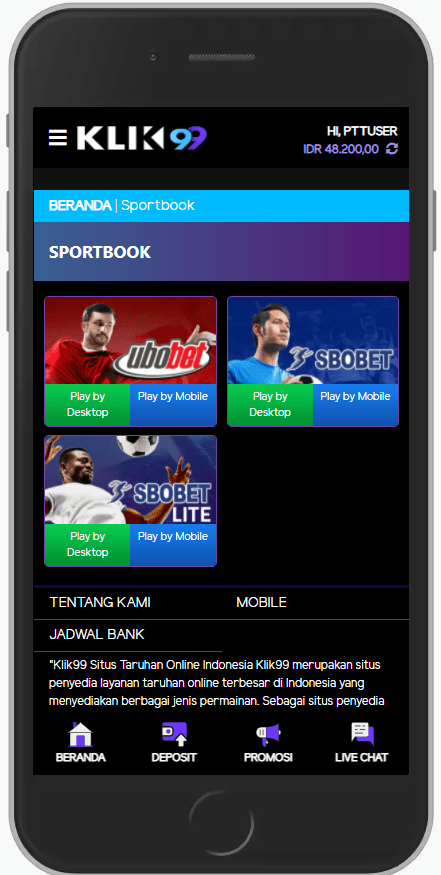 KLIK99
HI, PTTUSER
IDR 48.200,00
BERANDA | Sportbook
SPORTBOOK
ubobet
SBOBET
Play by
Desktop
Play by Mobile
Play by
Desktop
Play by Mobile
SBOBET
LITE
Play by
Desktop
Play by Mobile
TENTANG KAMI
MOBILE
JADWAL BANK
"Klik99 Situs Taruhan Online Indonesia Klik99 merupakan situs
penyedia layanan taruhan online terbesar di Indonesia yang
menyediakan berbagai jenis permainan. Sebagai situs penyedia
BERANDA
DEPOSIT
PROMOSI
LIVE CHAT